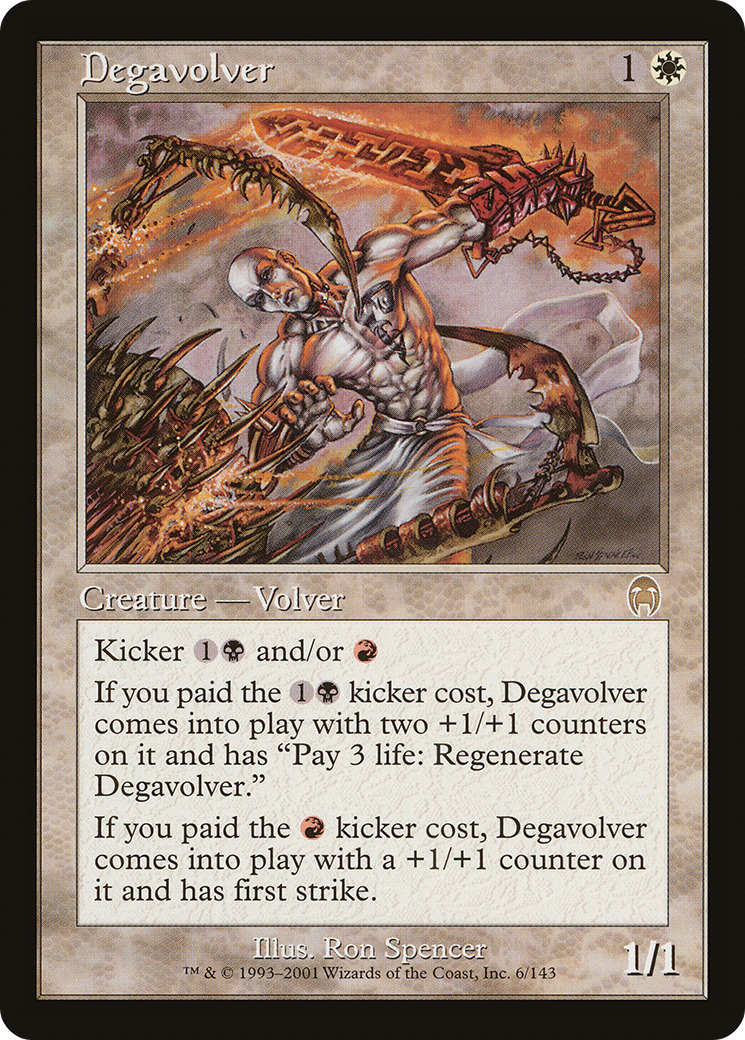 Degavolver 1
Creature — Volver
Kicker 1 and/or
If you paid the 1 kicker cost, Degavolver
comes into play with two +1/+1 counters
on it and has “Pay 3 life: Regenerate
Degavolver.”
If you paid the kicker cost, Degavolver
comes into play with a +1/+1 counter on
it and has first strike.
Illus. Ron Spencer
™ & © 1993–2001 Wizards of the Coast, Inc. 6/143
1/1